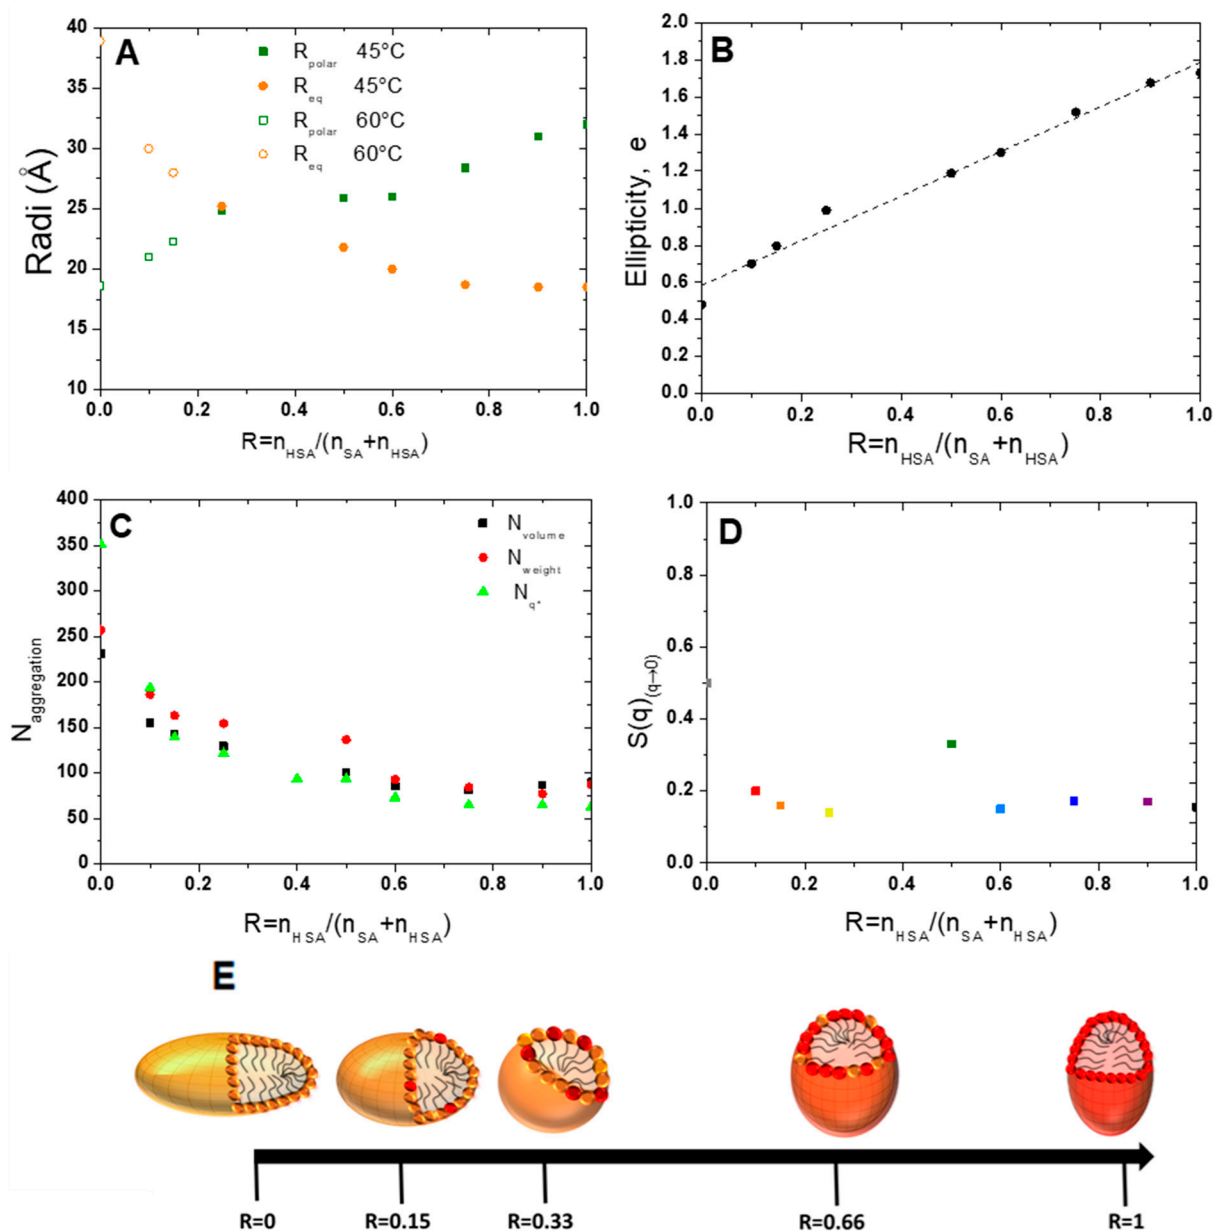 A
R_polar 45°C
R_eq 45°C
R_polar 60°C
R_eq 60°C
Radi (Å)
40
35
30
25
20
15
10
0.0 0.2 0.4 0.6 0.8 1.0
R=n_HSA/(n_SA+n_HSA)
B
Ellipticity, e
2.0
1.8
1.6
1.4
1.2
1.0
0.8
0.6
0.4
0.2
0.0
0.0 0.2 0.4 0.6 0.8 1.0
R=n_HSA/(n_SA+n_HSA)
C
N_volume
N_weight
N_q*
N_aggregation
400
350
300
250
200
150
100
50
0
0.0 0.2 0.4 0.6 0.8 1.0
R=n_HSA/(n_SA+n_HSA)
D
S(q)_(q→0)
1.0
0.8
0.6
0.4
0.2
0.0
0.0 0.2 0.4 0.6 0.8 1.0
R=n_HSA/(n_SA+n_HSA)
E
R=0 R=0.15 R=0.33 R=0.66 R=1